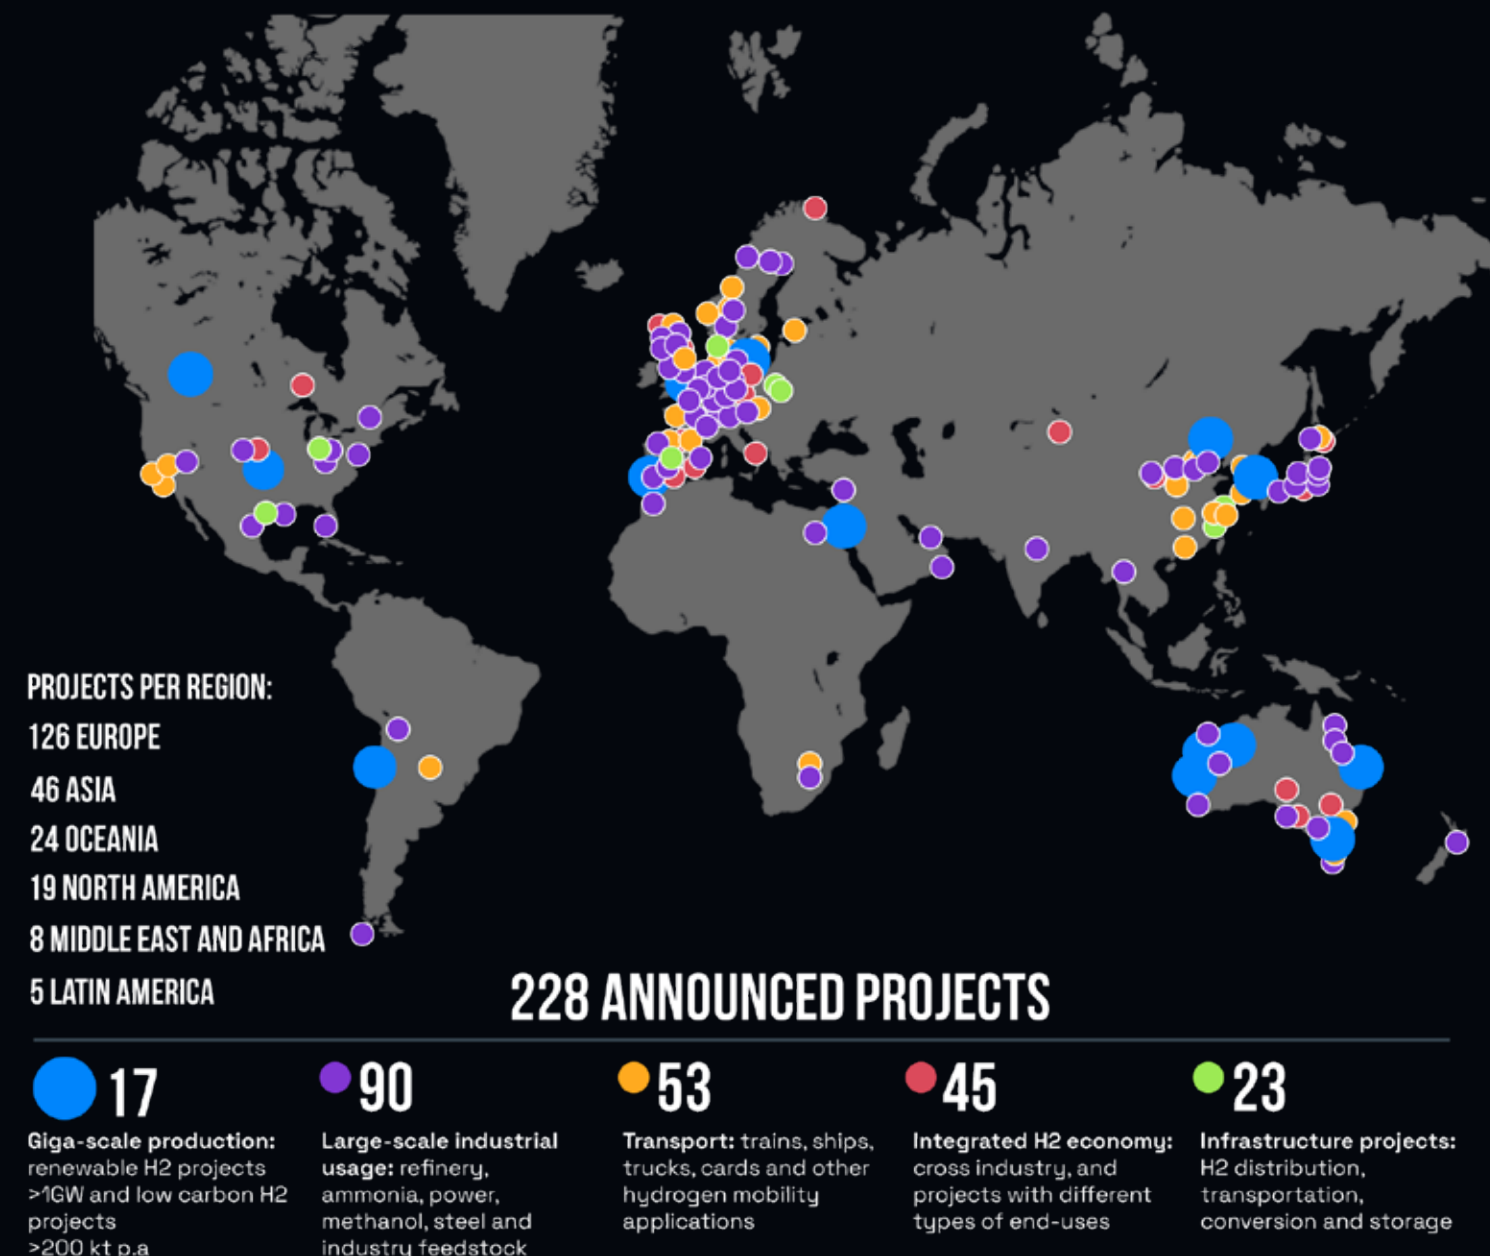 PROJECTS PER REGION:
126 EUROPE
46 ASIA
24 OCEANIA
19 NORTH AMERICA
8 MIDDLE EAST AND AFRICA
5 LATIN AMERICA
228 ANNOUNCED PROJECTS
17
Giga-scale production:
renewable H2 projects
>1GW and low carbon H2
projects
>200 kt p.a
90
Large-scale industrial
usage: refinery,
ammonia, power,
methanol, steel and
industry feedstock
53
Transport: trains, ships,
trucks, cards and other
hydrogen mobility
applications
45
Integrated H2 economy:
cross industry, and
projects with different
types of end-uses
23
Infrastructure projects:
H2 distribution,
transportation,
conversion and storage